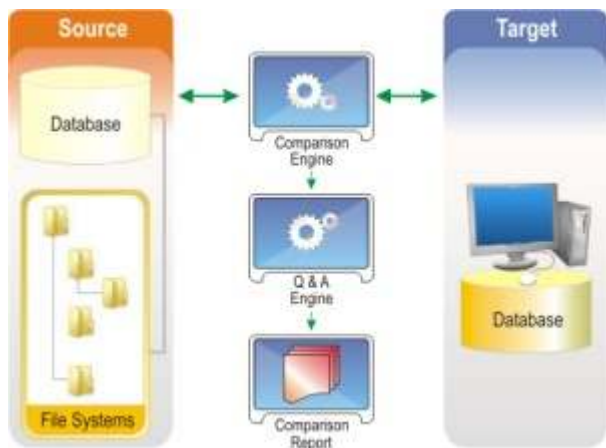 Source
Target
Database
Comparison
Engine
Q & A
Engine
Database
File Systems
Comparison
Report